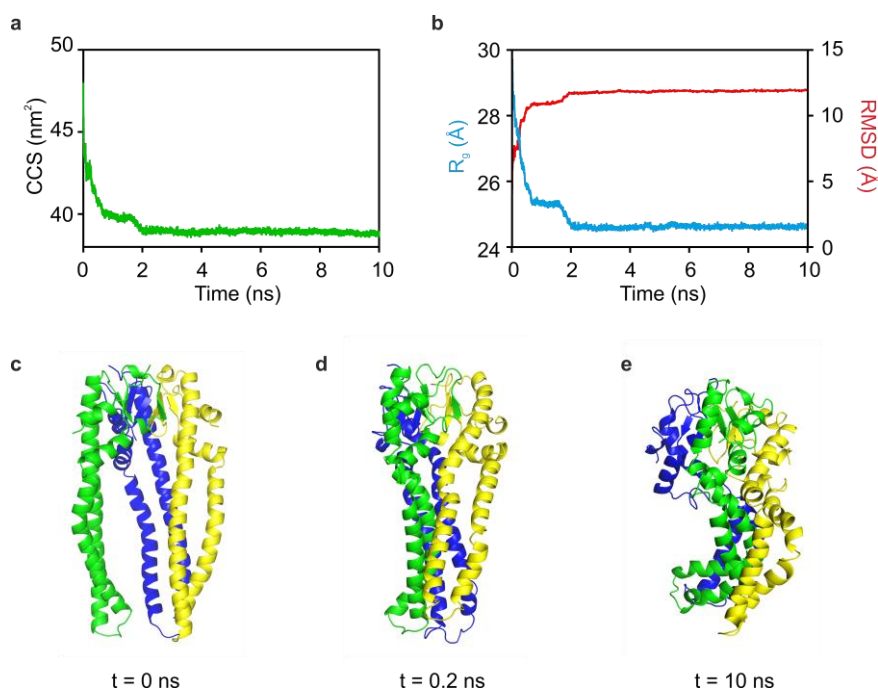 a
50
45
40
CCS (nm²)
0 2 4 6 8 10
Time (ns)
b
30
28
26
24
Rg (Å)
15
10
5
0
RMSD (Å)
0 2 4 6 8 10
Time (ns)
c
d
e
t = 0 ns
t = 0.2 ns
t = 10 ns